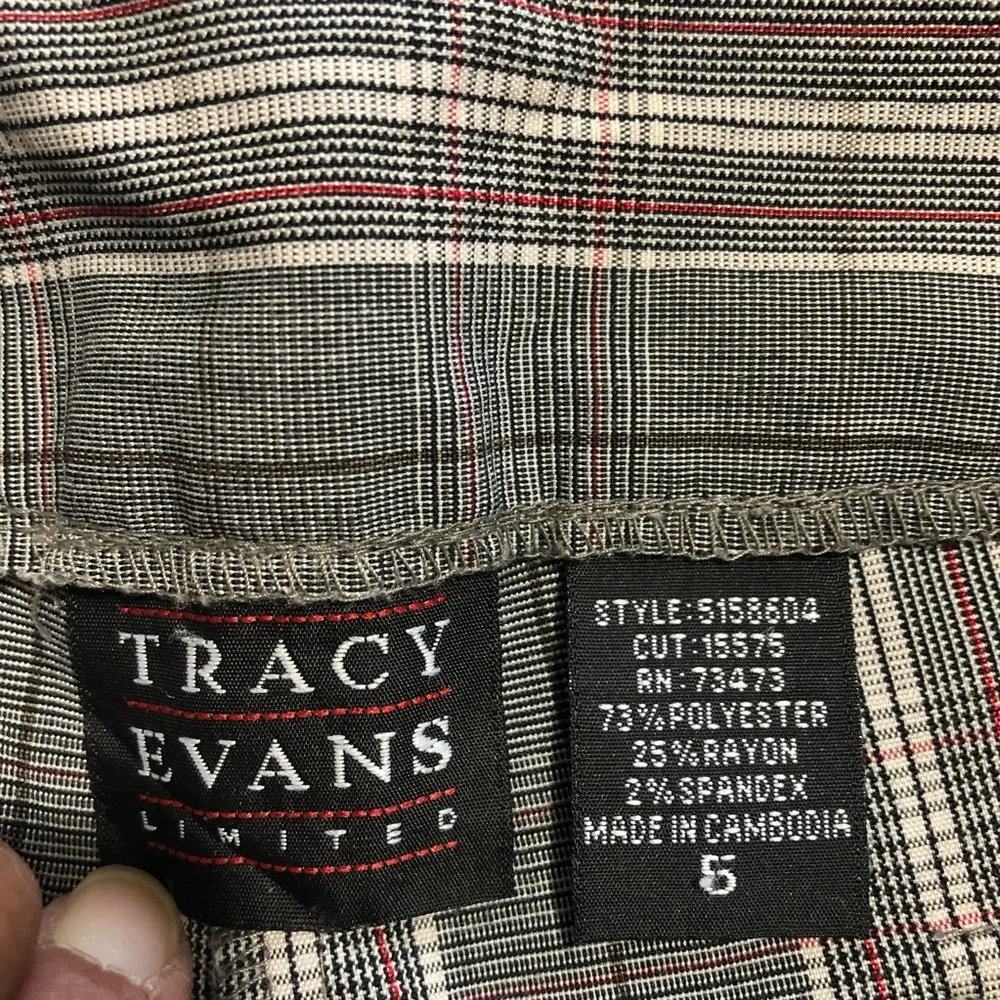 TRACY
EVANS
LIMITED
STYLE:5158604
CUT:15575
RN:73473
73%POLYESTER
25%RAYON
2%SPANDEX
MADE IN CAMBODIA
5